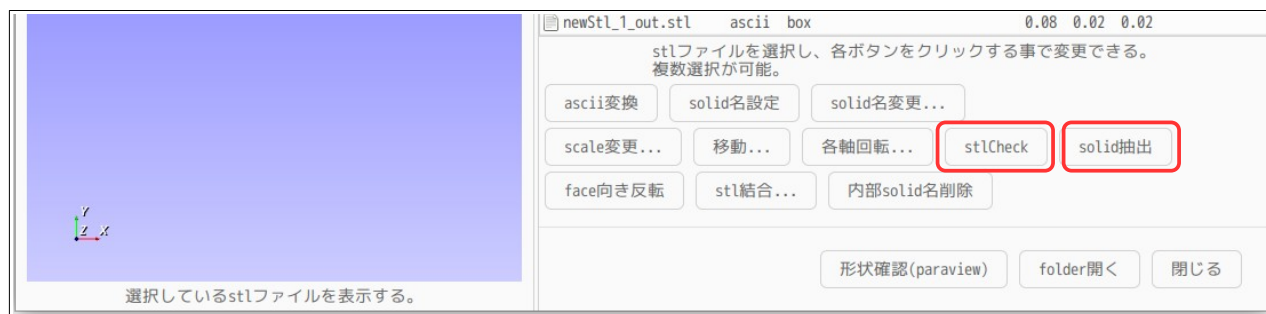 newStl_1_out.stl ascii box 0.08 0.02 0.02
stlファイルを選択し、各ボタンをクリックする事で変更できる。
複数選択が可能。
ascii変換 solid名設定 solid名変更...
scale変更... 移動... 各軸回転... stlCheck solid抽出
face向き反転 stl結合... 内部solid名削除
Y
Z X
形状確認(paraview) folder開く 閉じる
選択しているstlファイルを表示する。